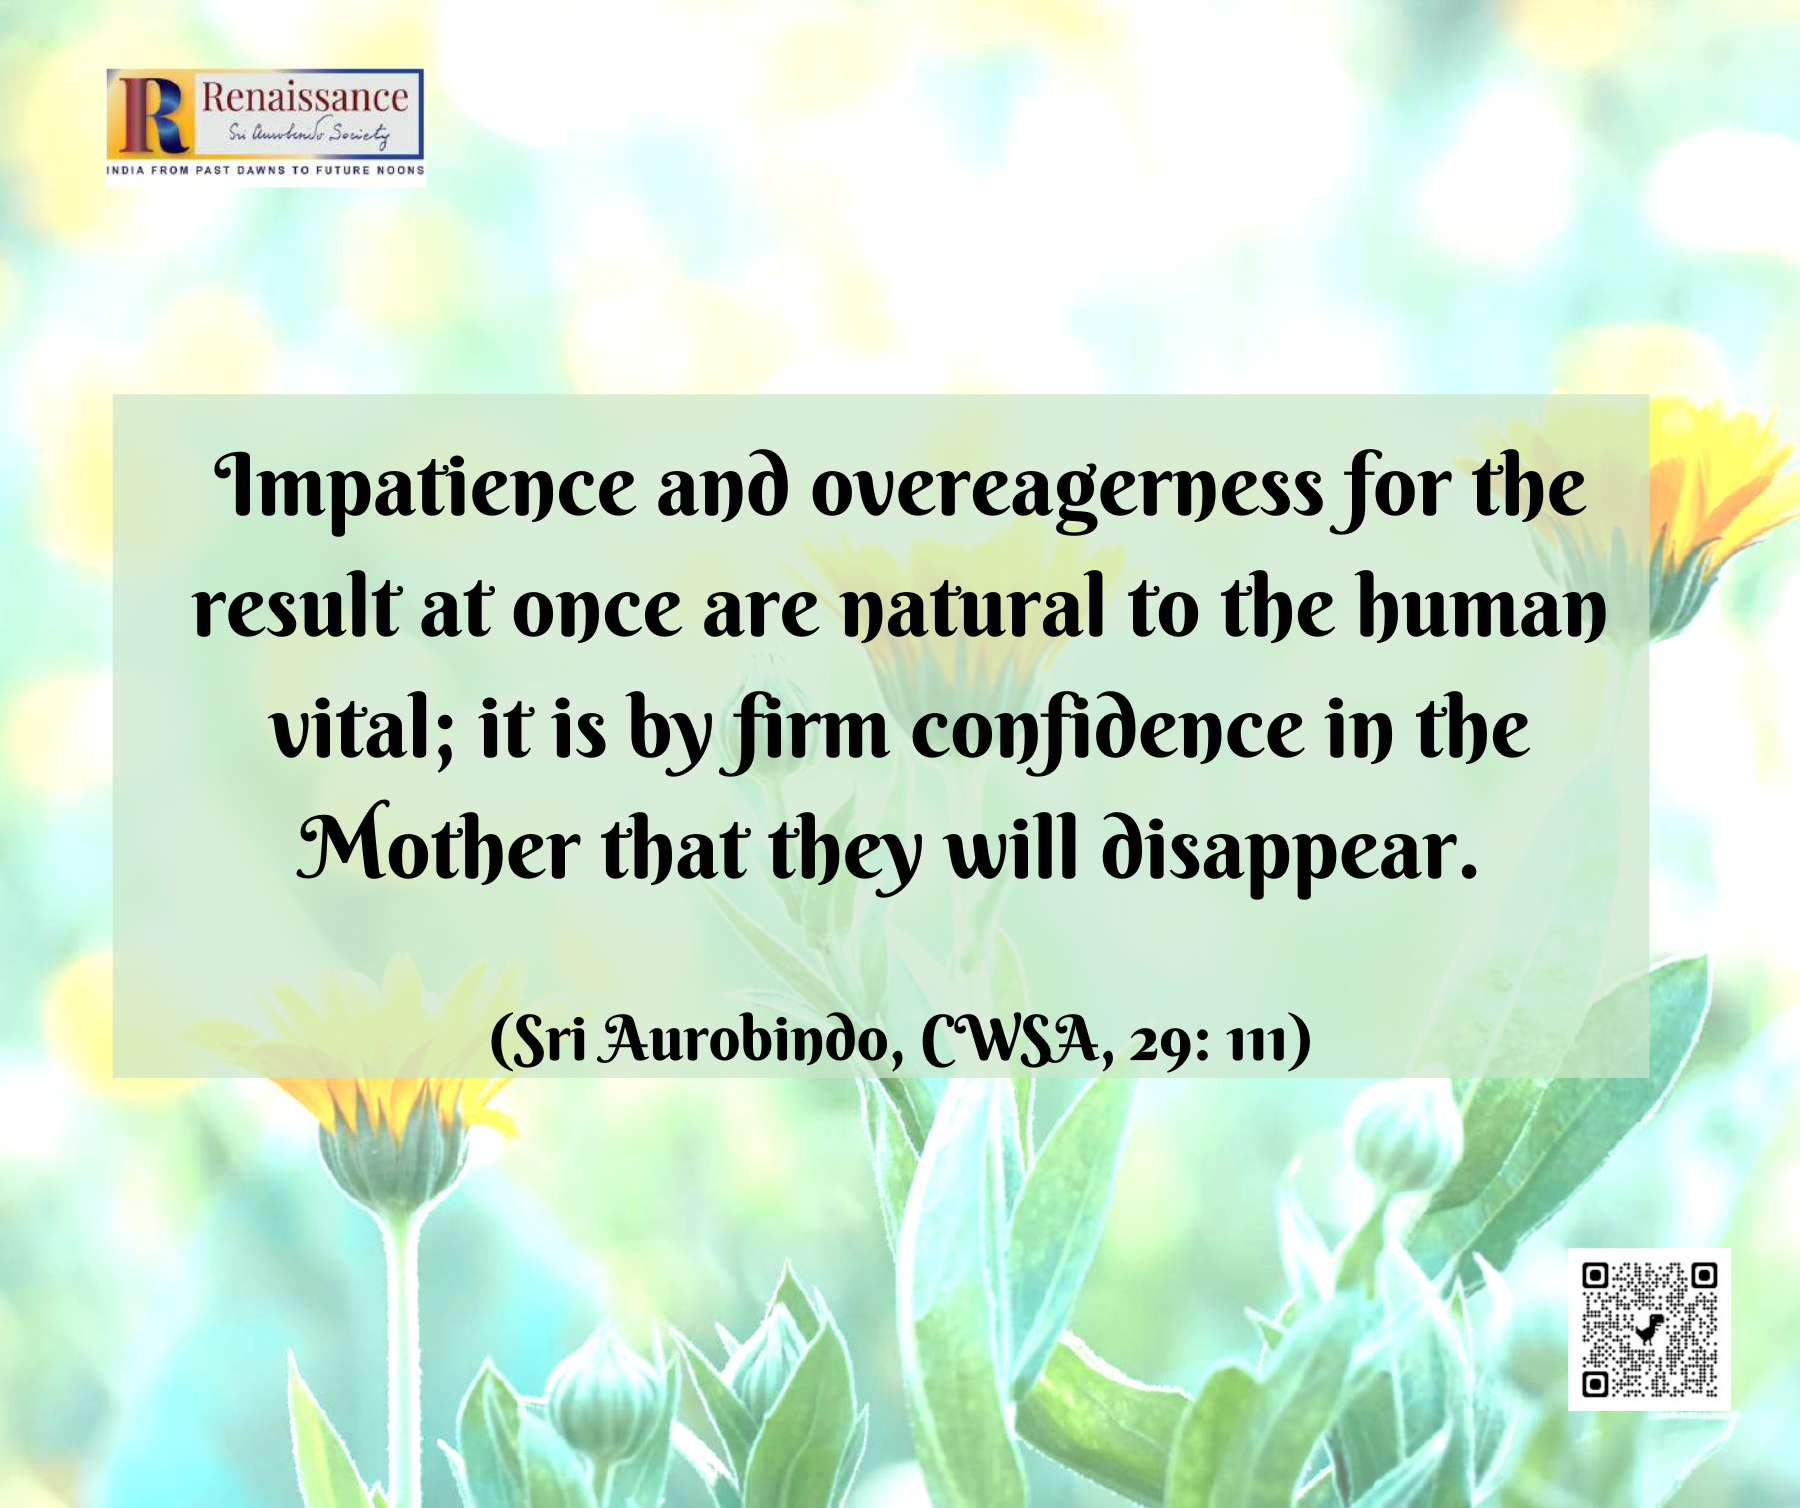 R Renaissance
Sri Aurobindo Society
INDIA FROM PAST DAWNS TO FUTURE NOONS
Impatience and overeagerness for the
result at once are natural to the human
vital; it is by firm confidence in the
Mother that they will disappear.
(Sri Aurobindo, CWSA, 29: 111)